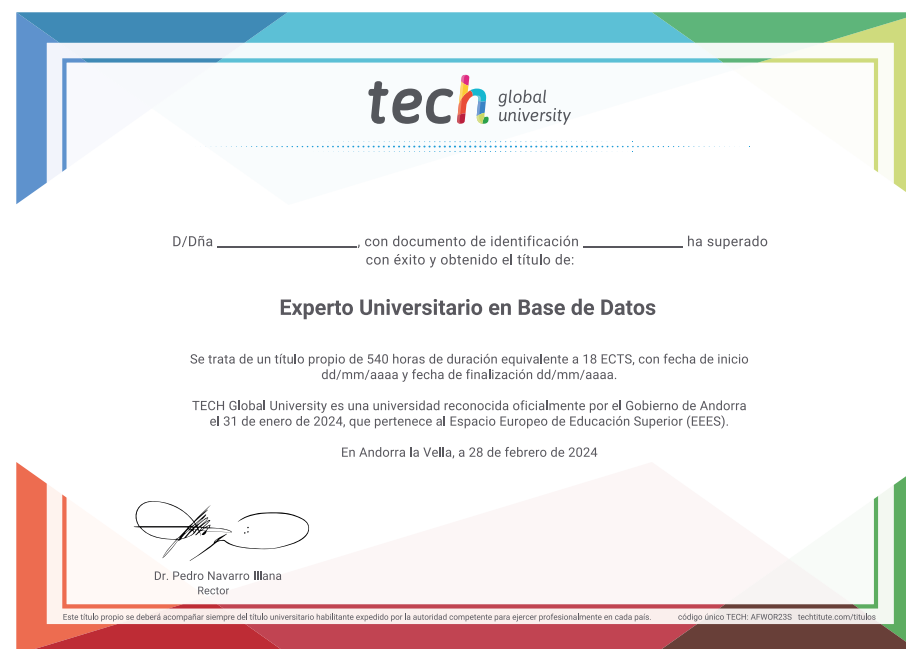 tech global university
D/Dña ____________, con documento de identificación ____________ ha superado
con éxito y obtenido el título de:
Experto Universitario en Base de Datos
Se trata de un título propio de 540 horas de duración equivalente a 18 ECTS, con fecha de inicio
dd/mm/aaaa y fecha de finalización dd/mm/aaaa.
TECH Global University es una universidad reconocida oficialmente por el Gobierno de Andorra
el 31 de enero de 2024, que pertenece al Espacio Europeo de Educación Superior (EEES).
En Andorra la Vella, a 28 de febrero de 2024
Dr. Pedro Navarro Illana
Rector
Este título propio se deberá acompañar siempre del título universitario habilitante expedido por la autoridad competente para ejercer profesionalmente en cada país. código único TECH: AFWOR23S techtitute.com/titulos